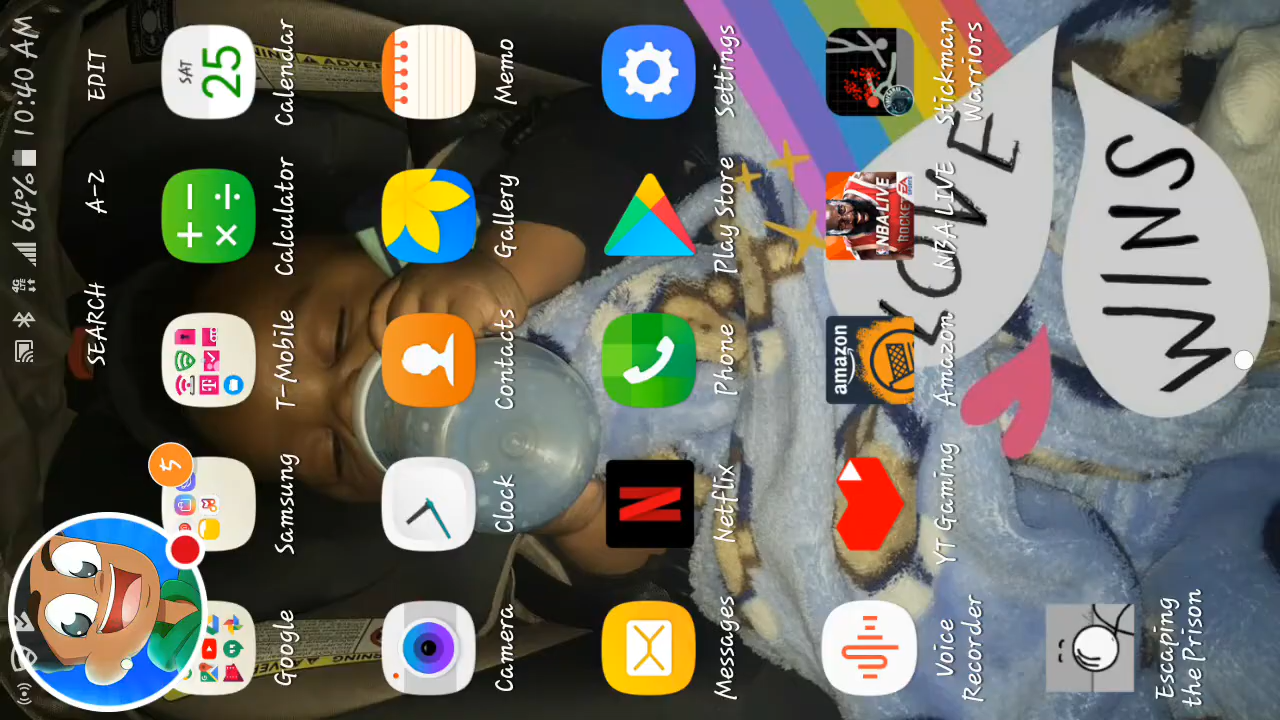 64% 10:40 AM
SEARCH A-Z EDIT
5
SAT
25
Google
Samsung
T-Mobile
Calculator
Calendar
Camera
Clock
Contacts
Gallery
Memo
Messages
Netflix
Phone
Play Store
Settings
amazon
NBA LIVE
Voice
Recorder
YT Gaming
Amazon
NBA LIVE
Stickman
Warriors
LOVE
WINS
Escaping
the Prison